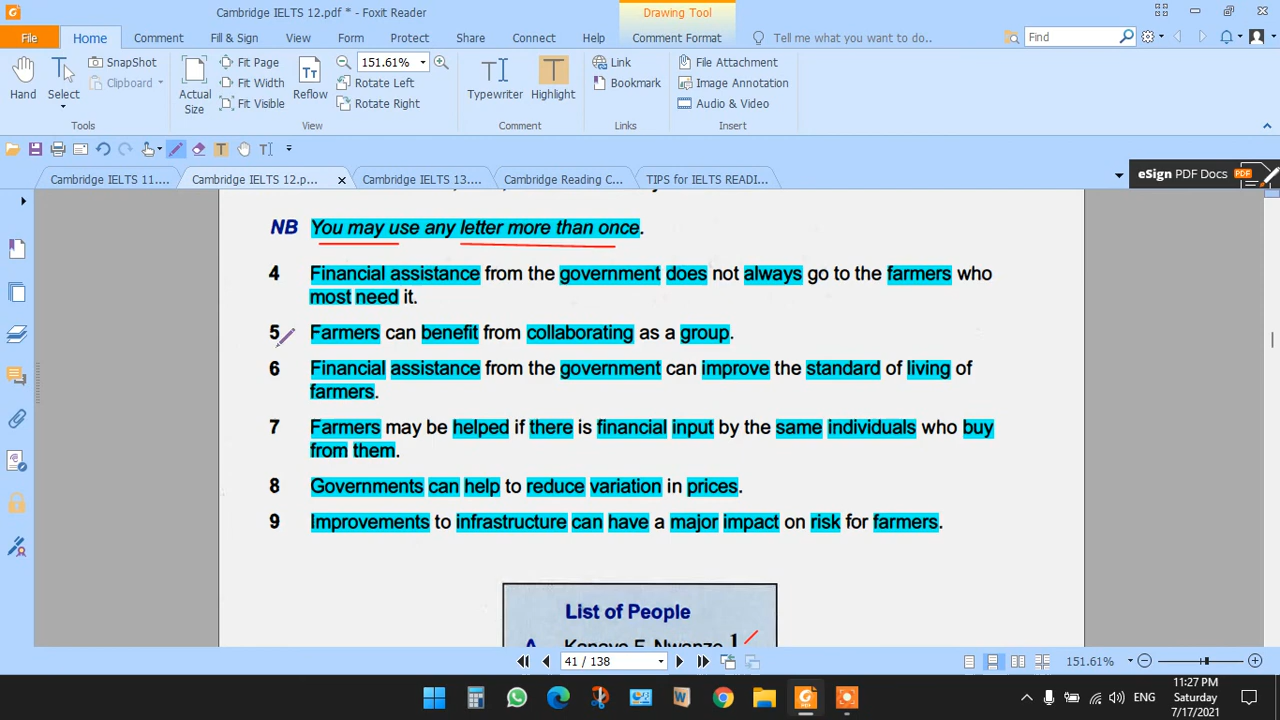 Cambridge IELTS 12.pdf * - Foxit Reader
Drawing Tool
File
Home
Comment
Fill & Sign
View
Form
Protect
Share
Connect
Help
Comment Format
Tell me what you want to do..
Find
Hand
Select
SnapShot
Clipboard
Tools
Actual Size
Fit Page
Fit Width
Fit Visible
Reflow
151.61%
Rotate Left
Rotate Right
View
Typewriter
Highlight
Comment
Link
Bookmark
Links
File Attachment
Image Annotation
Audio & Video
Insert
Cambridge IELTS 11....
Cambridge IELTS 12.p...
Cambridge IELTS 13....
Cambridge Reading C...
TIPS for IELTS READI...
eSign PDF Docs
PDF
NB You may use any letter more than once.
4 Financial assistance from the government does not always go to the farmers who
most need it.
5 Farmers can benefit from collaborating as a group.
6 Financial assistance from the government can improve the standard of living of
farmers.
7 Farmers may be helped if there is financial input by the same individuals who buy
from them.
8 Governments can help to reduce variation in prices.
9 Improvements to infrastructure can have a major impact on risk for farmers.
List of People
A Kanayo F. Nwanze 1
41 / 138
151.61%
11:27 PM
ENG
Saturday
7/17/2021